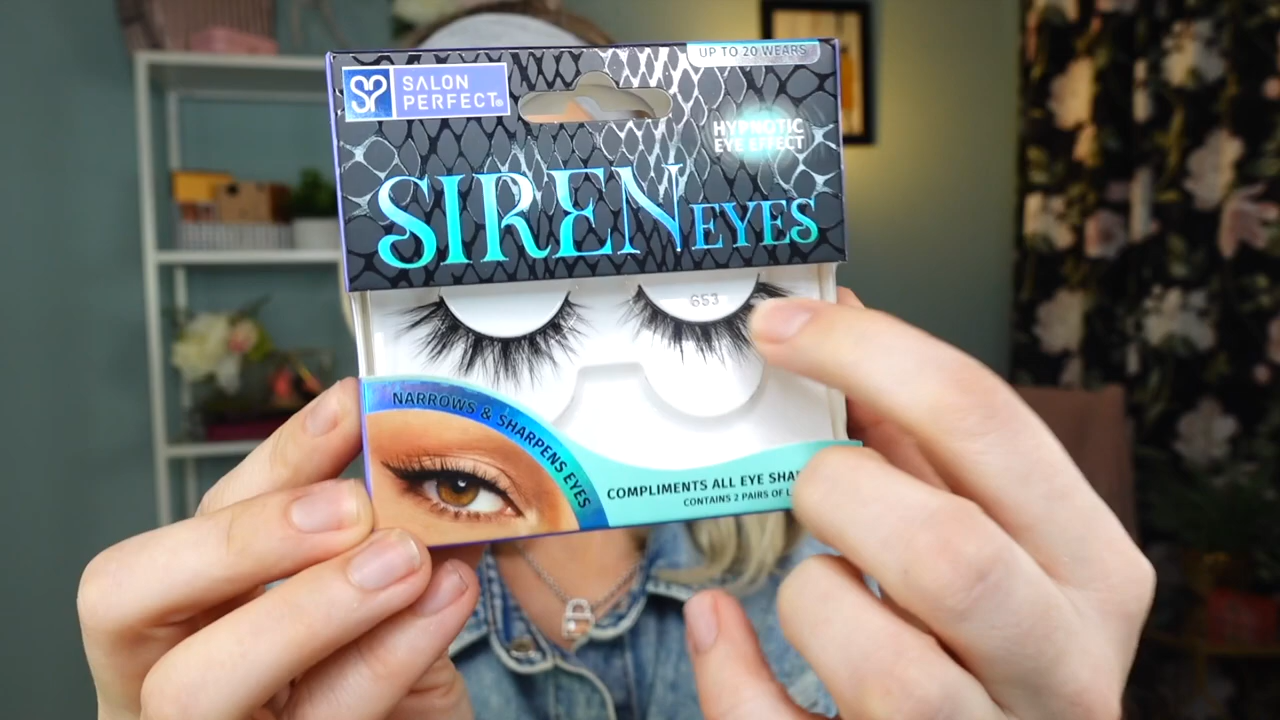 UP TO 20 WEARS
SP
SALON
PERFECT®
HYPNOTIC
EYE EFFECT
SIREN EYES
653
NARROWS & SHARPENS EYES
COMPLIMENTS ALL EYE
CONTAINS 2 PAIRS OF